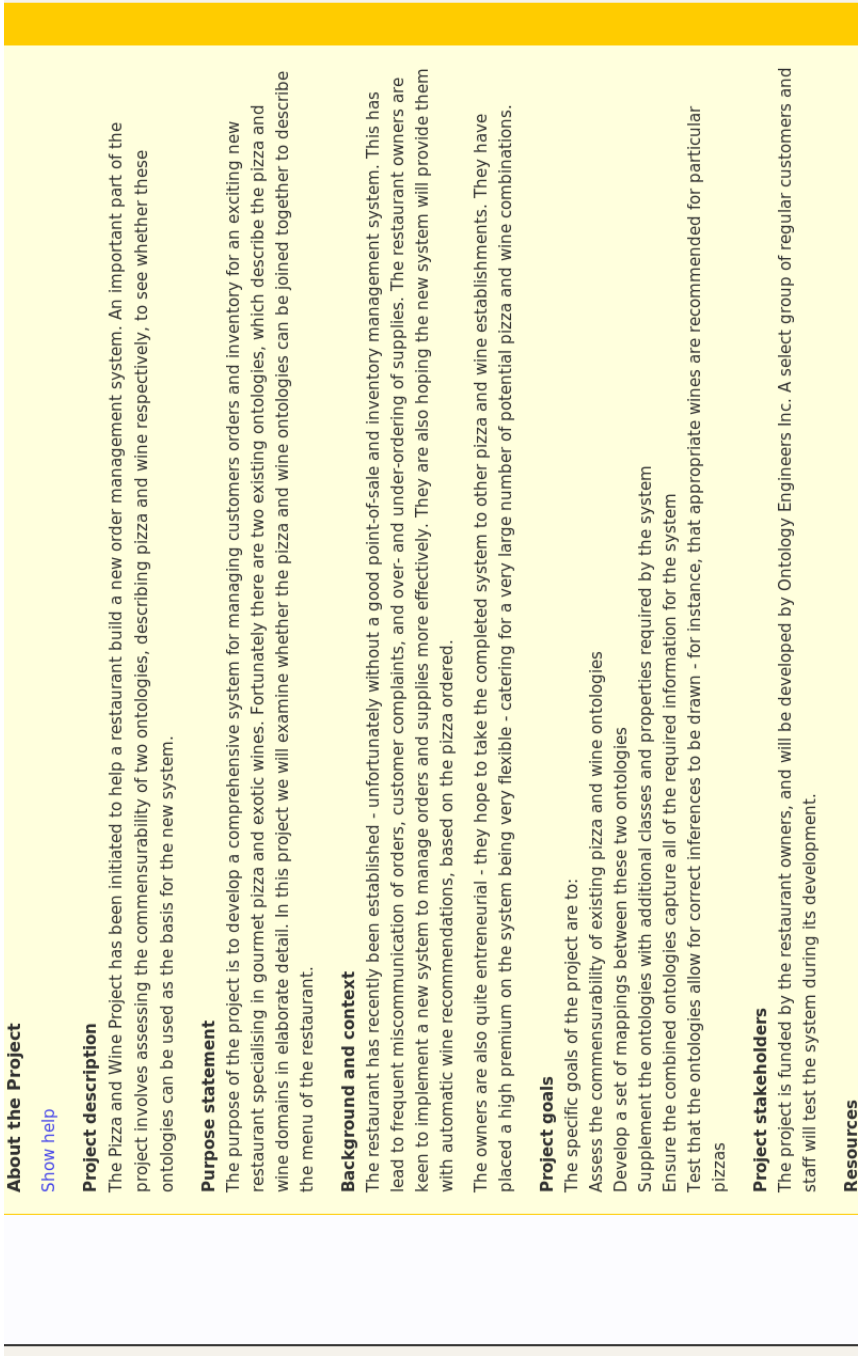 About the Project
Show help
Project description
The Pizza and Wine Project has been initiated to help a restaurant build a new order management system. An important part of the
project involves assessing the commensurability of two ontologies, describing pizza and wine respectively, to see whether these
ontologies can be used as the basis for the new system.
Purpose statement
The purpose of the project is to develop a comprehensive system for managing customers orders and inventory for an exciting new
restaurant specialising in gourmet pizza and exotic wines. Fortunately there are two existing ontologies, which describe the pizza and
wine domains in elaborate detail. In this project we will examine whether the pizza and wine ontologies can be joined together to describe
the menu of the restaurant.
Background and context
The restaurant has recently been established - unfortunately without a good point-of-sale and inventory management system. This has
lead to frequent miscommunication of orders, customer complaints, and over- and under-ordering of supplies. The restaurant owners are
keen to implement a new system to manage orders and supplies more effectively. They are also hoping the new system will provide them
with automatic wine recommendations, based on the pizza ordered.
The owners are also quite entreneurial - they hope to take the completed system to other pizza and wine establishments. They have
placed a high premium on the system being very flexible - catering for a very large number of potential pizza and wine combinations.
Project goals
The specific goals of the project are to:
Assess the commensurability of existing pizza and wine ontologies
Develop a set of mappings between these two ontologies
Supplement the ontologies with additional classes and properties required by the system
Ensure the combined ontologies capture all of the required information for the system
Test that the ontologies allow for correct inferences to be drawn - for instance, that appropriate wines are recommended for particular
pizzas
Project stakeholders
The project is funded by the restaurant owners, and will be developed by Ontology Engineers Inc. A select group of regular customers and
staff will test the system during its development.
Resources